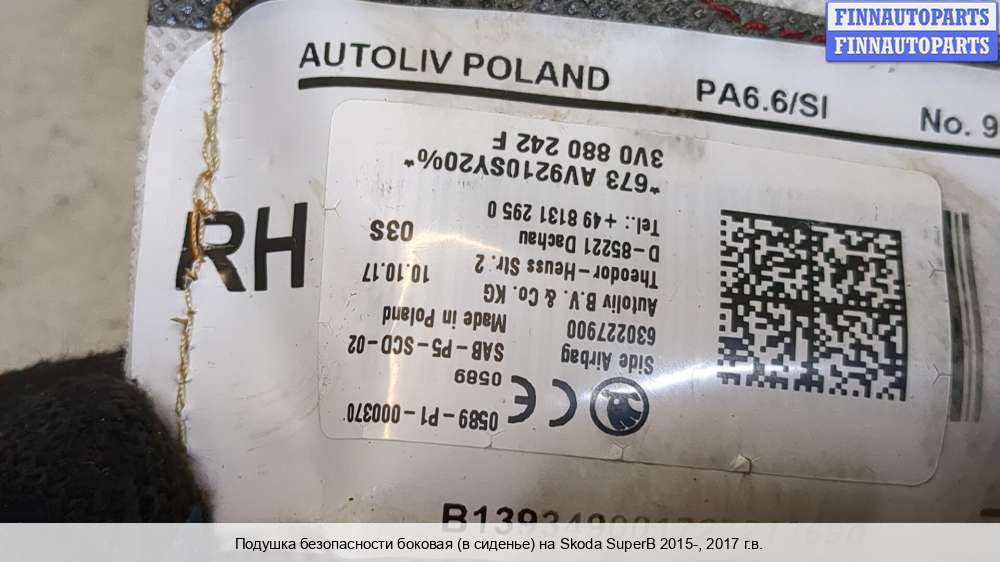 FINNAUTOPARTS
FINNAUTOPARTS
AUTOLIV POLAND
PA6.6/SI
No. 9
RH
0589-P1-000370
CE 0589
SAB-P5-SCD-02
Made in Poland
10.10.17
03S
Side Airbag
630227900
Autoliv B.V. & Co. KG
Theodor-Heuss Str. 2
D-85221 Dachau
Tel.: +49 8131 295 0
*673 AV9210SY20%*
3V0 880 242 F
Подушка безопасности боковая (в сиденье) на Skoda SuperB 2015-, 2017 г.в.